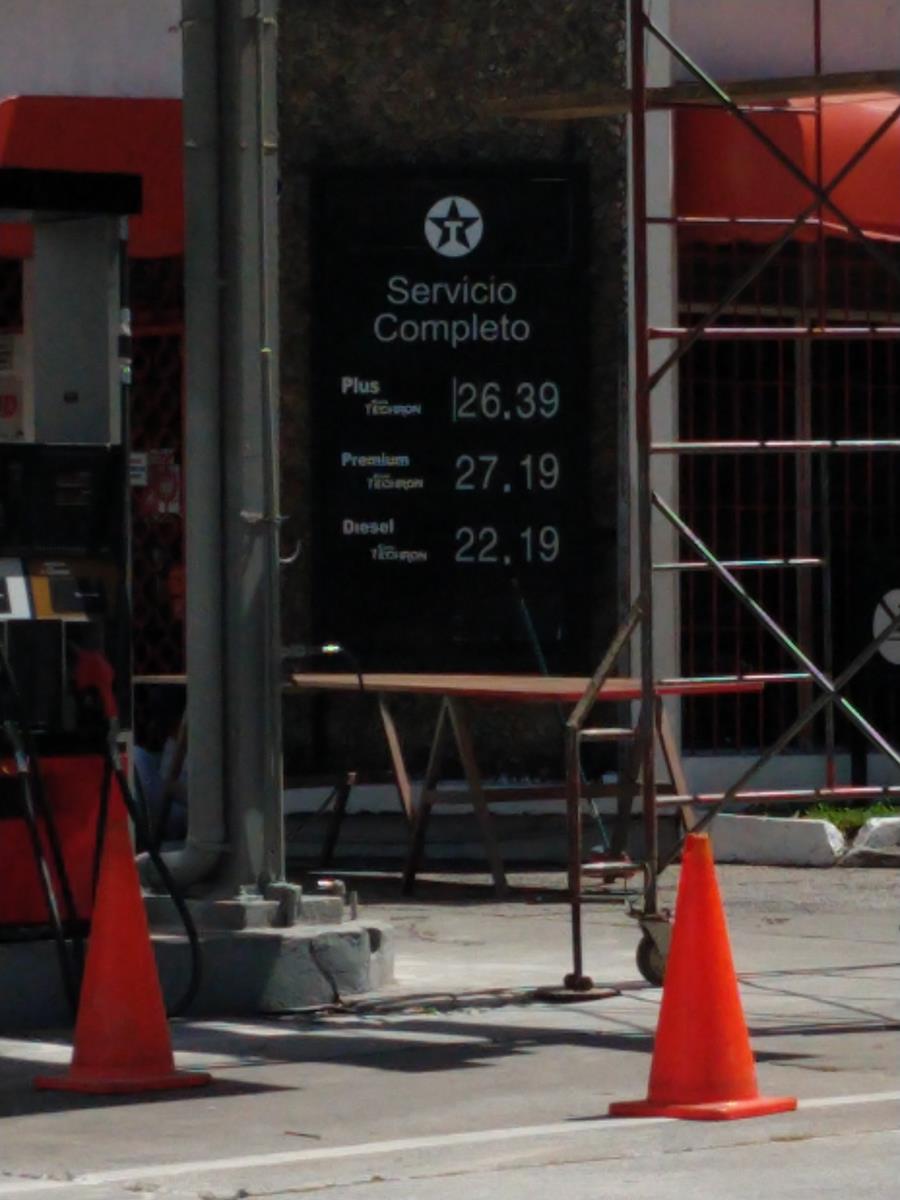 T
Servicio
Completo
Plus
TECHRON
26.39
Premium
TECHRON
27.19
Diesel
TECHRON
22.19